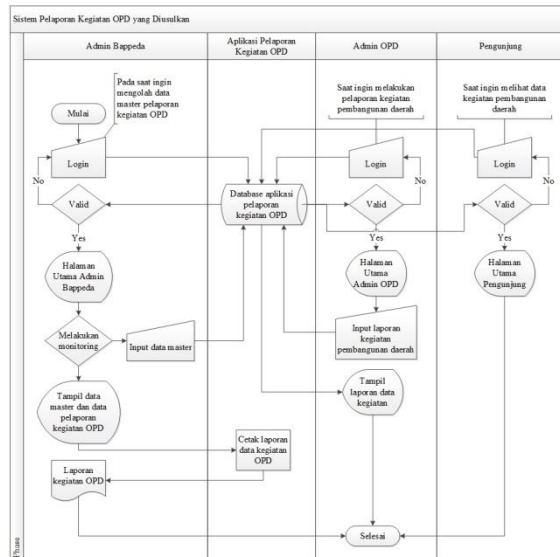 Sistem Pelaporan Kegiatan OPD yang Diusulkan
Admin Bappeda
Aplikasi Pelaporan
Kegiatan OPD
Admin OPD
Pengunjung
Mulai
Pada saat ingin
mengolah data
master pelaporan
kegiatan OPD
Saat ingin melakukan
pelaporan kegiatan
pembangunan daerah
Saat ingin melihat data
kegiatan pembangunan
daerah
Login
Login
Login
No
No
No
Valid
Database aplikasi
pelaporan
kegiatan OPD
Valid
Valid
Yes
Yes
Yes
Halaman
Utama Admin
Bappeda
Halaman
Utama
Admin OPD
Halaman
Utama
Pengunjung
Melakukan
monitoring
Input data master
Input laporan
kegiatan
pembangunan daerah
Tampil data
master dan data
pelaporan
kegiatan OPD
Tampil
laporan data
kegiatan
Cetak laporan
data kegiatan
OPD
Laporan
kegiatan OPD
Selesai
Phase